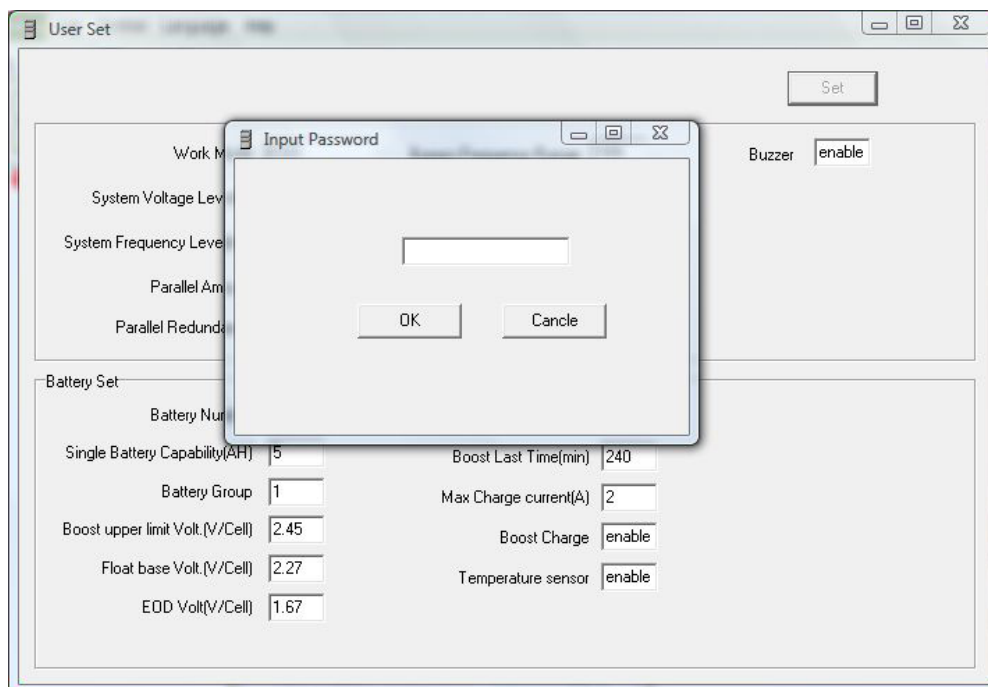 User Set
Set
Input Password
Work M
Buzzer enable
System Voltage Lev
System Frequency Leve
Parallel Am
Parallel Redunda
OK Cancle
Battery Set
Battery Nur
Single Battery Capability(AH) 5 Boost Last Time(min) 240
Battery Group 1 Max Charge current(A) 2
Boost upper limit Volt.(V/Cell) 2.45 Boost Charge enable
Float base Volt.(V/Cell) 2.27 Temperature sensor enable
EOD Volt(V/Cell) 1.67